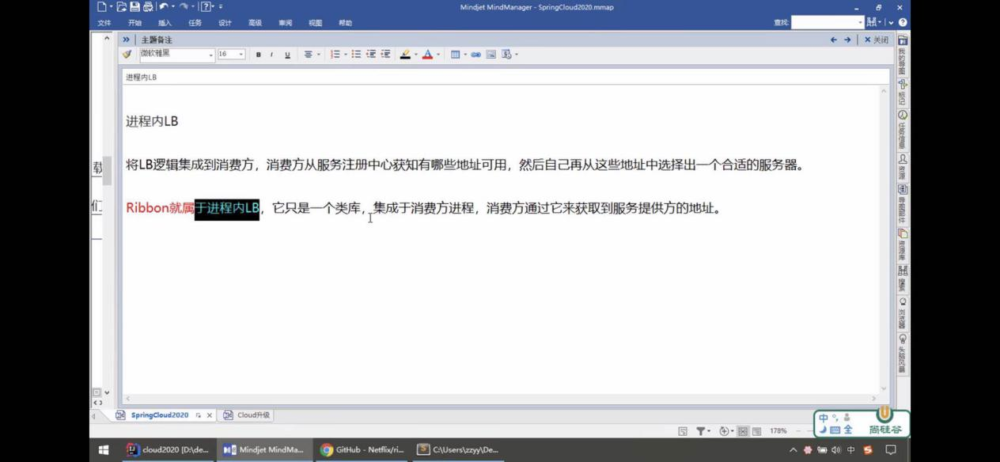 Mindjet MindManager - SpringCloud2020.mmap
文件 开始 插入 任务 设计 高级 审阅 视图 帮助 查找:
» 主题备注 关闭
微软雅黑 16 B I U A
进程内LB
进程内LB
将LB逻辑集成到消费方，消费方从服务注册中心获知有哪些地址可用，然后自己再从这些地址中选择出一个合适的服务器。
Ribbon就属于进程内LB，它只是一个类库，集成于消费方进程，消费方通过它来获取到服务提供方的地址。
载
们
我的导图
标记
任务信息
资源
导图部件
资源库
搜索
浏览器
头脑风暴
SpringCloud2020 Cloud升级
178%
中 全 尚硅谷
cloud2020 [D:\de... Mindjet MindMa... GitHub - Netflix/ri... C:\Users\zzyy\De... 中